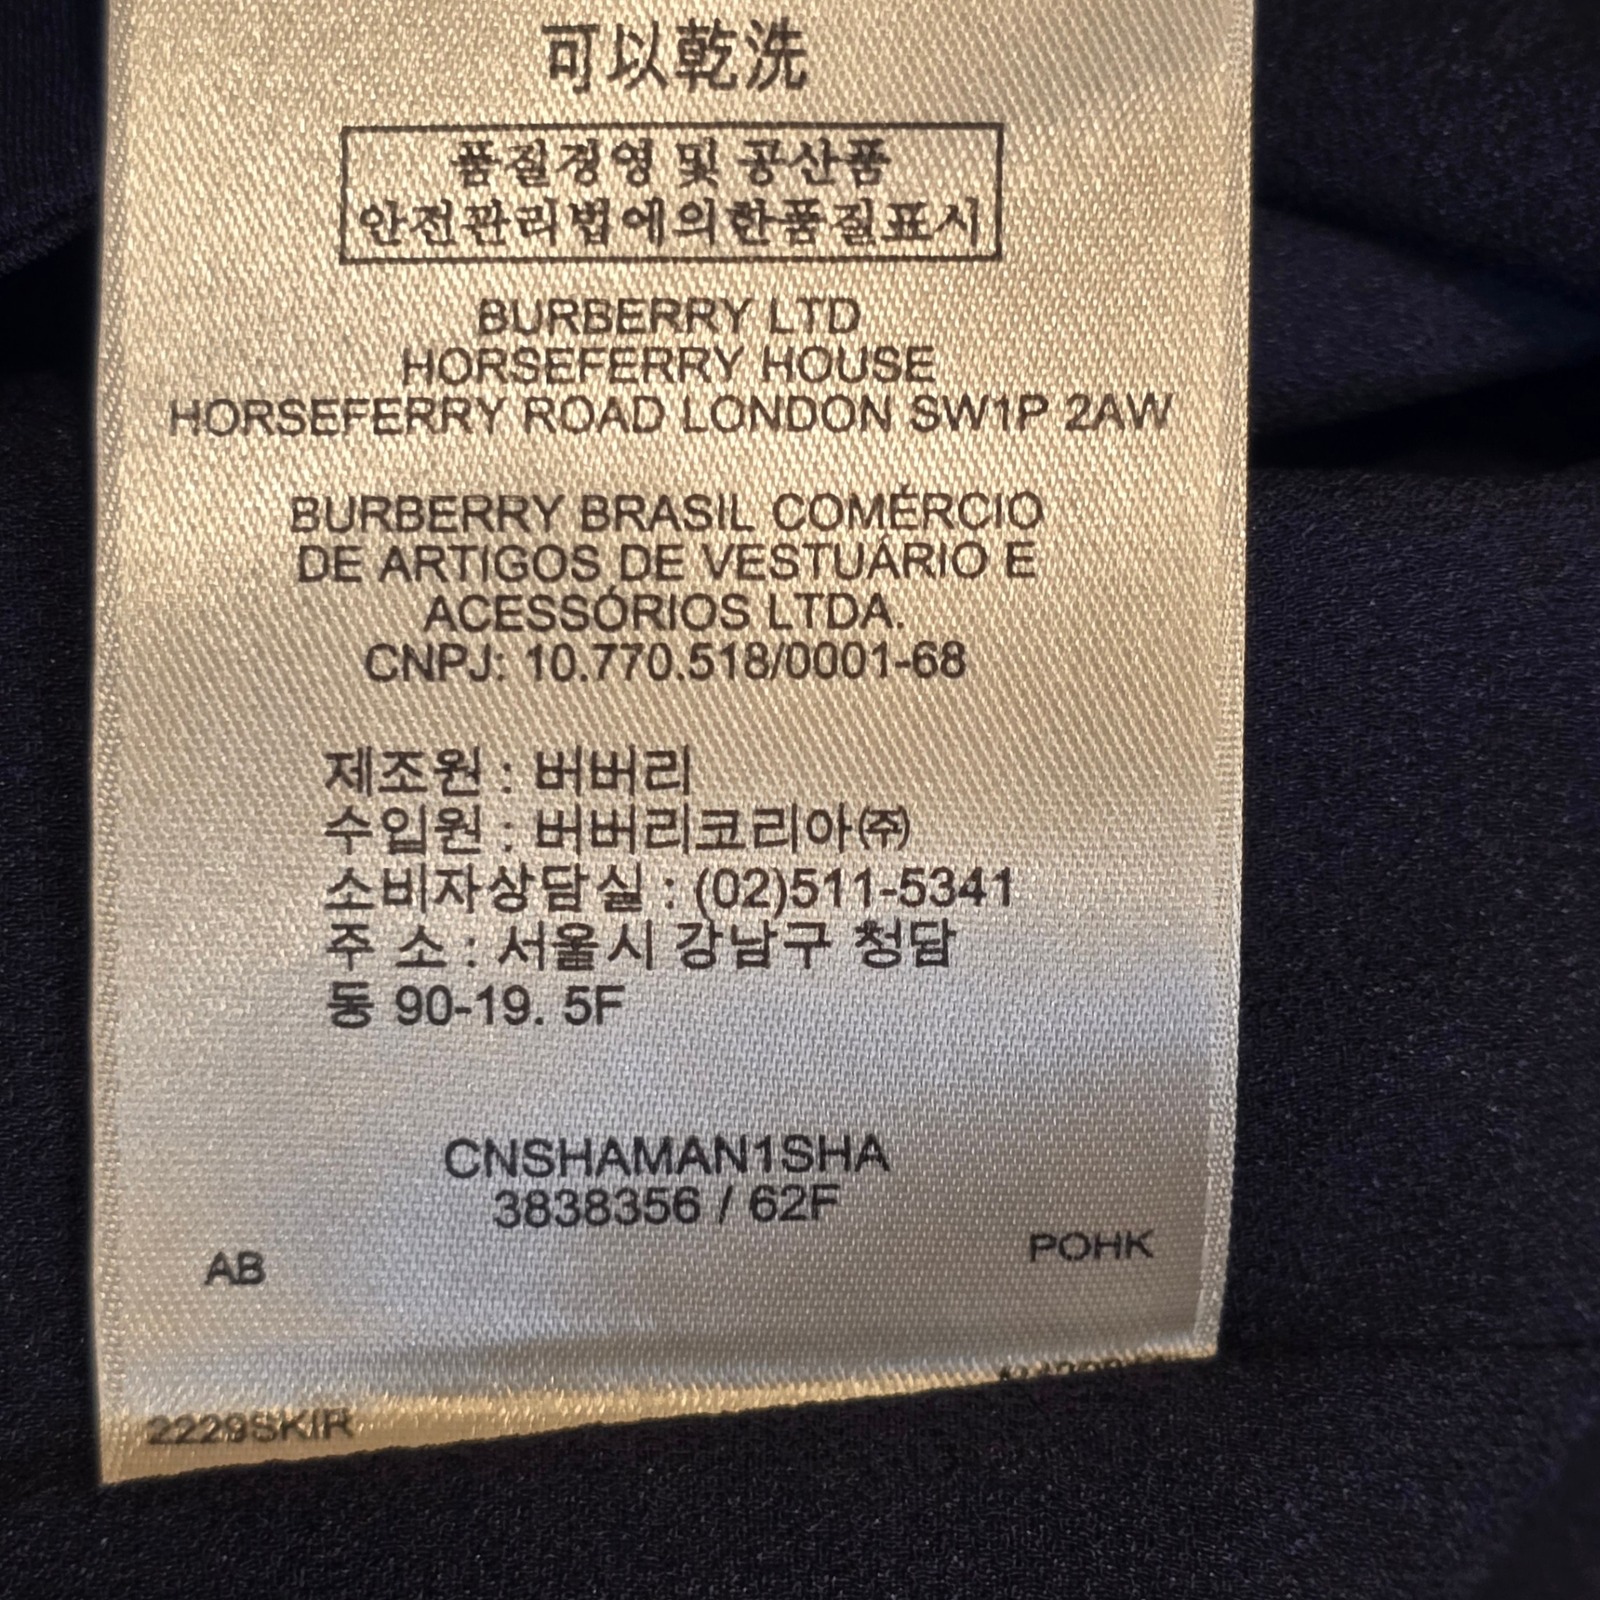 可以乾洗
품질경영 및 공산품
안전관리법에의한품질표시
BURBERRY LTD
HORSEFERRY HOUSE
HORSEFERRY ROAD LONDON SW1P 2AW
BURBERRY BRASIL COMÉRCIO
DE ARTIGOS DE VESTUÁRIO E
ACESSÓRIOS LTDA.
CNPJ: 10.770.518/0001-68
제조원 : 버버리
수입원 : 버버리코리아㈜
소비자상담실 : (02)511-5341
주 소 : 서울시 강남구 청담
동 90-19. 5F
CNSHAMAN1SHA
3838356 / 62F
AB
POHK
2229SKIR